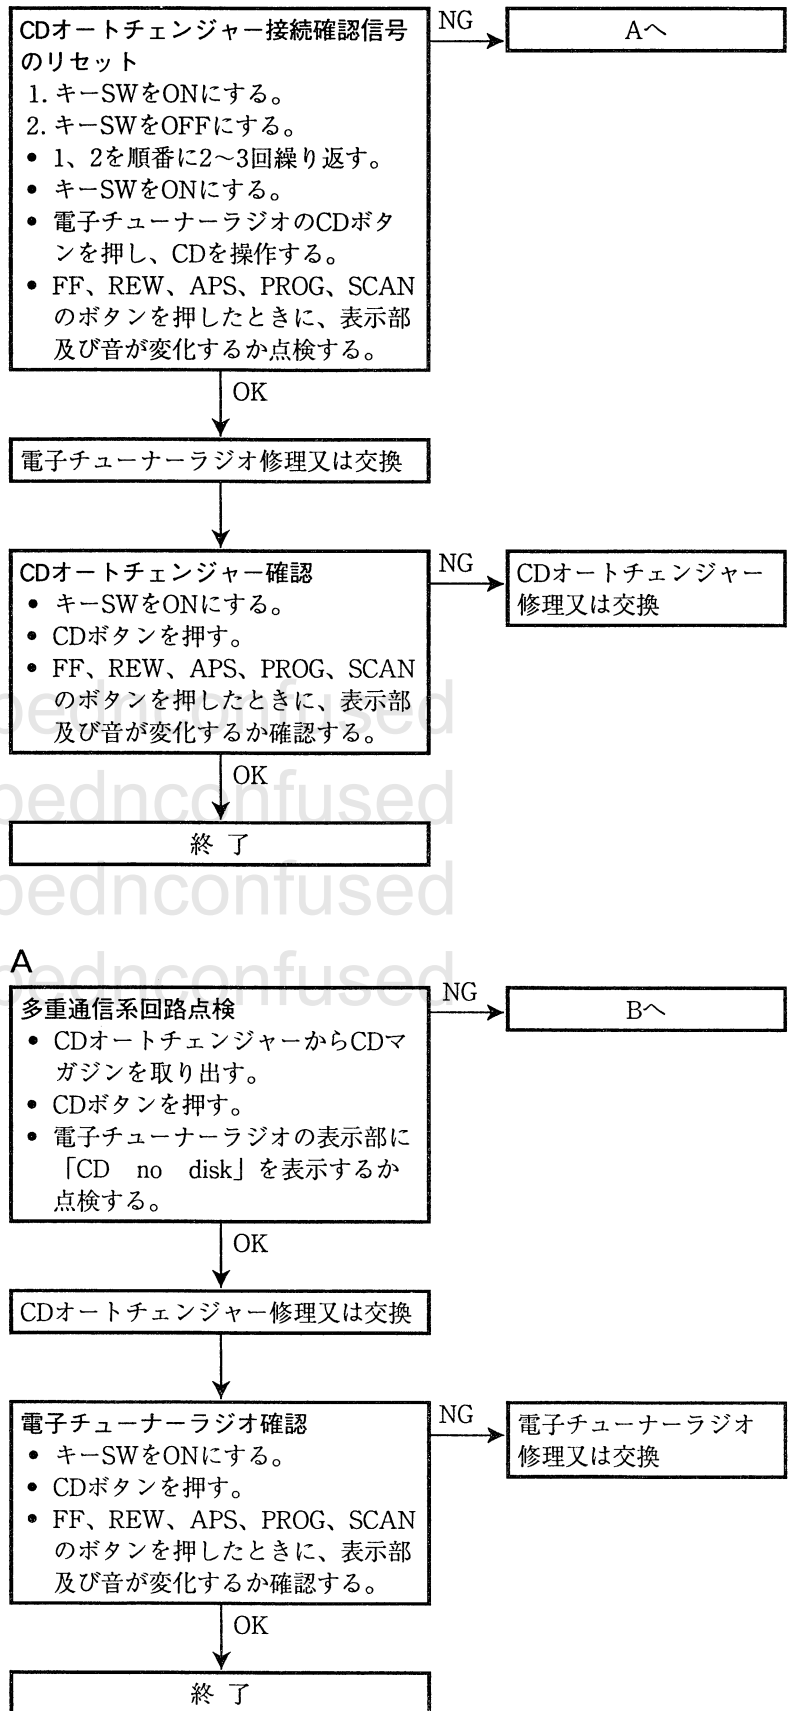 CDオートチェンジャー接続確認信号
のリセット
1. キーSWをONにする。
2. キーSWをOFFにする。
• 1、2を順番に2〜3回繰り返す。
• キーSWをONにする。
• 電子チューナーラジオのCDボタ
ンを押し、CDを操作する。
• FF、REW、APS、PROG、SCAN
のボタンを押したときに、表示部
及び音が変化するか点検する。
NG
Aへ
OK
電子チューナーラジオ修理又は交換
CDオートチェンジャー確認
• キーSWをONにする。
• CDボタンを押す。
• FF、REW、APS、PROG、SCAN
のボタンを押したときに、表示部
及び音が変化するか確認する。
NG
CDオートチェンジャー
修理又は交換
OK
終 了
pednconfused
pednconfused
pednconfused
pednconfused
A
多重通信系回路点検
• CDオートチェンジャーからCDマ
ガジンを取り出す。
• CDボタンを押す。
• 電子チューナーラジオの表示部に
「CD no disk」を表示するか
点検する。
NG
Bへ
OK
CDオートチェンジャー修理又は交換
電子チューナーラジオ確認
• キーSWをONにする。
• CDボタンを押す。
• FF、REW、APS、PROG、SCAN
のボタンを押したときに、表示部
及び音が変化するか確認する。
NG
電子チューナーラジオ
修理又は交換
OK
終 了